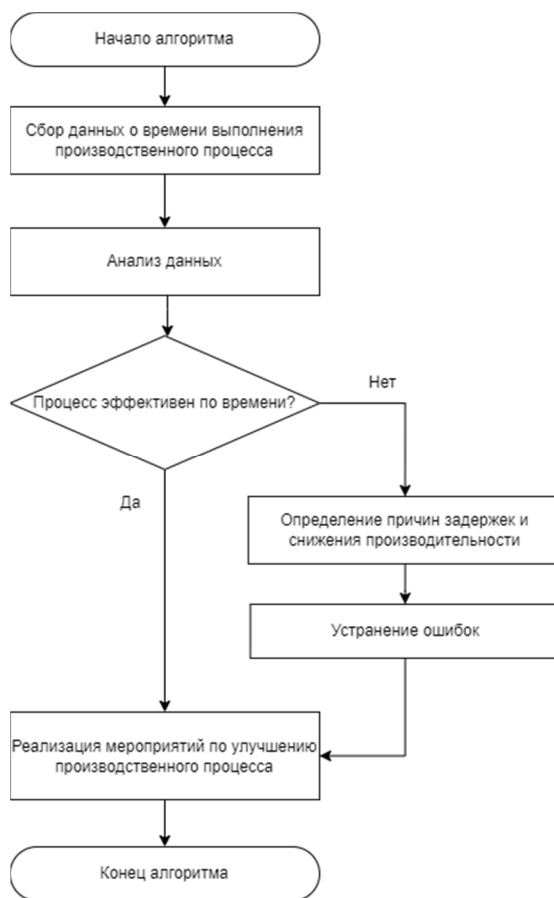 Начало алгоритма
Сбор данных о времени выполнения
производственного процесса
Анализ данных
Процесс эффективен по времени?
Нет
Да
Определение причин задержек и
снижения производительности
Устранение ошибок
Реализация мероприятий по улучшению
производственного процесса
Конец алгоритма